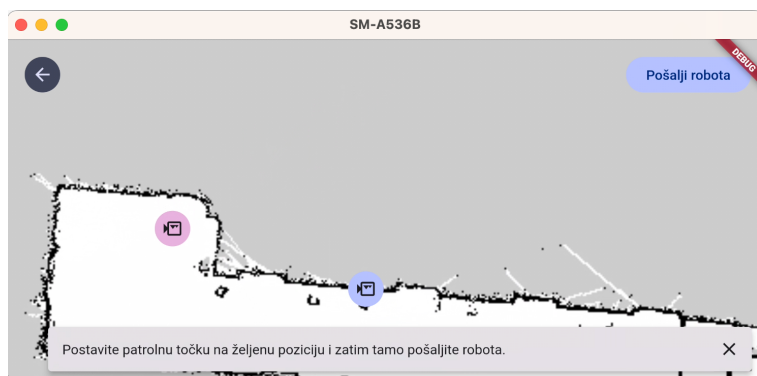 SM-A536B
DEBUG
Pošalji robota
Postavite patrolnu točku na željenu poziciju i zatim tamo pošaljite robota.